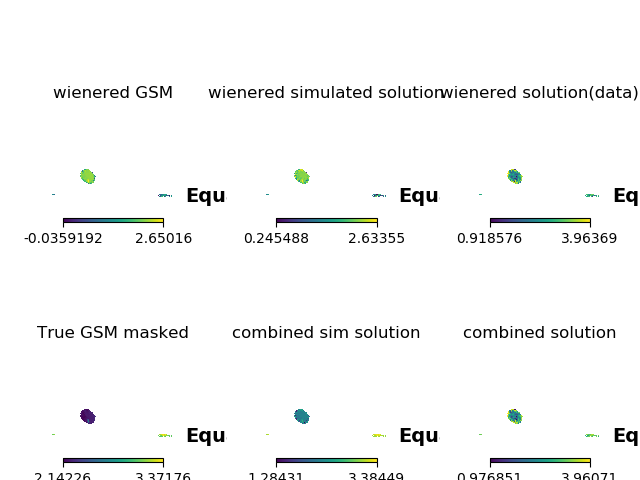 wienered GSM
wienered simulated solution
wienered solution(data)
Equ
Equ
Eq
-0.0359192 2.65016
0.245488 2.63355
0.918576 3.96369
True GSM masked
combined sim solution
combined solution
Equ
Equ
Eq
2.14226 3.37176
1.28431 3.38449
0.976851 3.96071